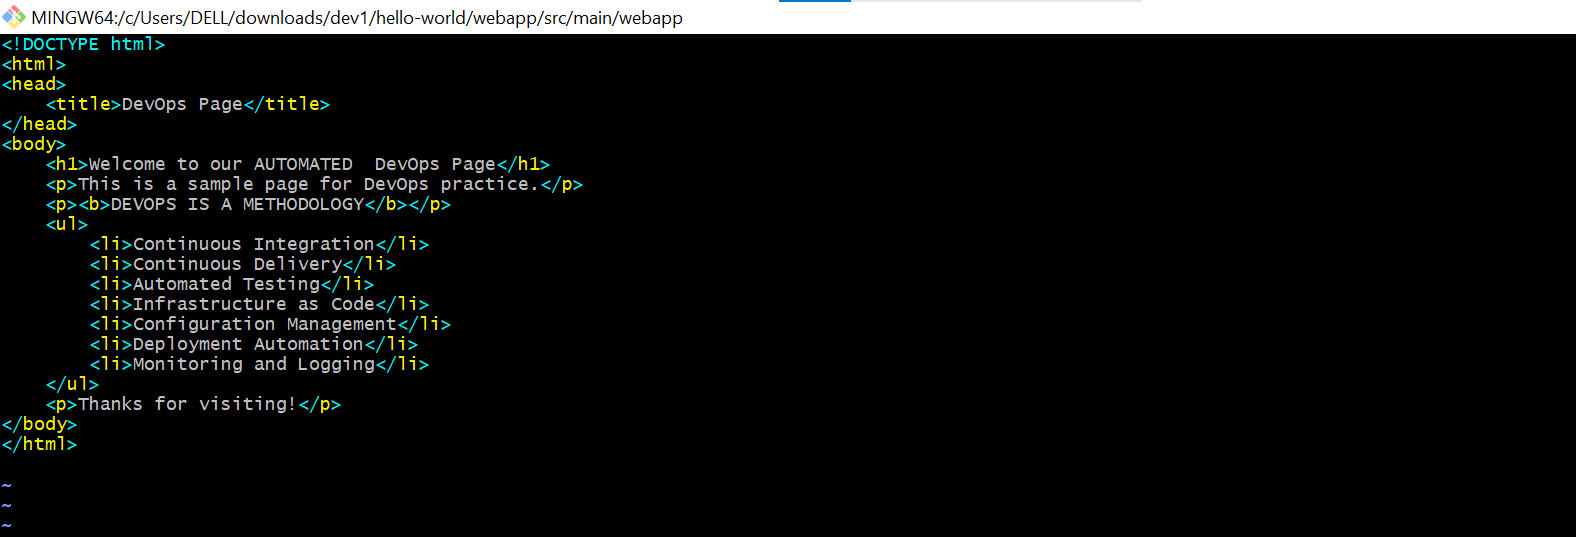 MINGW64:/c/Users/DELL/downloads/dev1/hello-world/webapp/src/main/webapp
<!DOCTYPE html>
<html>
<head>
    <title>DevOps Page</title>
</head>
<body>
    <h1>Welcome to our AUTOMATED  DevOps Page</h1>
    <p>This is a sample page for DevOps practice.</p>
    <p><b>DEVOPS IS A METHODOLOGY</b></p>
    <ul>
        <li>Continuous Integration</li>
        <li>Continuous Delivery</li>
        <li>Automated Testing</li>
        <li>Infrastructure as Code</li>
        <li>Configuration Management</li>
        <li>Deployment Automation</li>
        <li>Monitoring and Logging</li>
    </ul>
    <p>Thanks for visiting!</p>
</body>
</html>

~
~
~